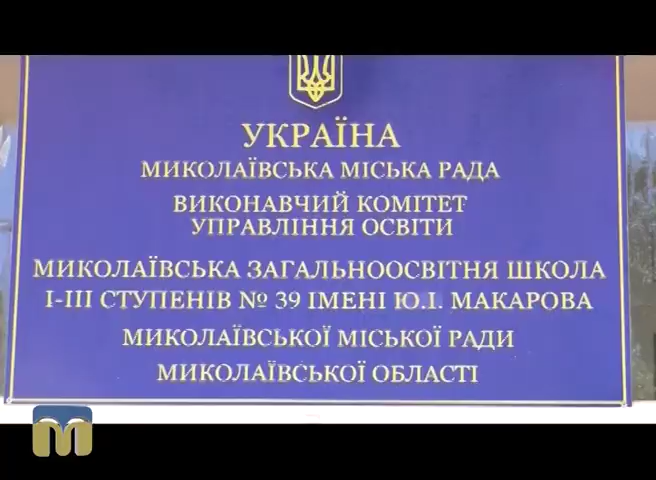 УКРАЇНА
МИКОЛАЇВСЬКА МІСЬКА РАДА
ВИКОНАВЧИЙ КОМІТЕТ
УПРАВЛІННЯ ОСВІТИ
МИКОЛАЇВСЬКА ЗАГАЛЬНООСВІТНЯ ШКОЛА
І-ІІІ СТУПЕНІВ № 39 ІМЕНІ Ю.І. МАКАРОВА
МИКОЛАЇВСЬКОЇ МІСЬКОЇ РАДИ
МИКОЛАЇВСЬКОЇ ОБЛАСТІ
М